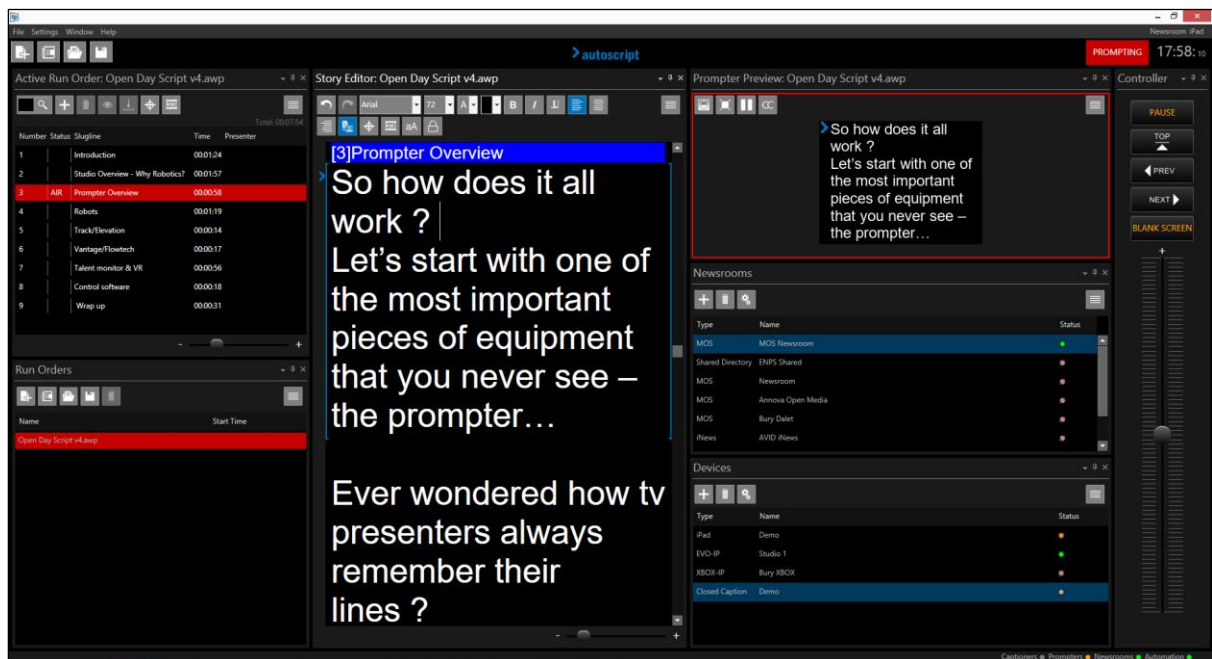 File Settings Window Help
Newsroom iPad
autoscript
PROMPTING 17:58:10
Active Run Order: Open Day Script v4.awp
Total: 00:07:54
Number Status Slugline Time Presenter
1 Introduction 00:01:24
2 Studio Overview - Why Robotics? 00:01:57
3 AIR Prompter Overview 00:00:58
4 Robots 00:01:19
5 Track/Elevation 00:00:14
6 Vantage/Flowtech 00:00:17
7 Talent monitor & VR 00:00:56
8 Control software 00:00:18
9 Wrap up 00:00:31
- +
Run Orders
Name Start Time
Open Day Script v4.awp
Story Editor: Open Day Script v4.awp
Arial 72 A B I U
aA
[3]Prompter Overview
So how does it all
work ?
Let's start with one of
the most important
pieces of equipment
that you never see –
the prompter…
Ever wondered how tv
presenters always
remember their
lines ?
- +
Prompter Preview: Open Day Script v4.awp
CC
So how does it all
work ?
Let's start with one of
the most important
pieces of equipment
that you never see –
the prompter…
Newsrooms
Type Name Status
MOS MOS Newsroom
Shared Directory ENPS Shared
MOS Newsroom
MOS Annova Open Media
MOS Bury Dalet
iNews AVID iNews
Devices
Type Name Status
iPad Demo
EVO-IP Studio 1
XBOX-IP Bury XBOX
Closed Caption Demo
Controller
PAUSE
TOP
PREV
NEXT
BLANK SCREEN
+
Captioners Prompters Newsrooms Automation